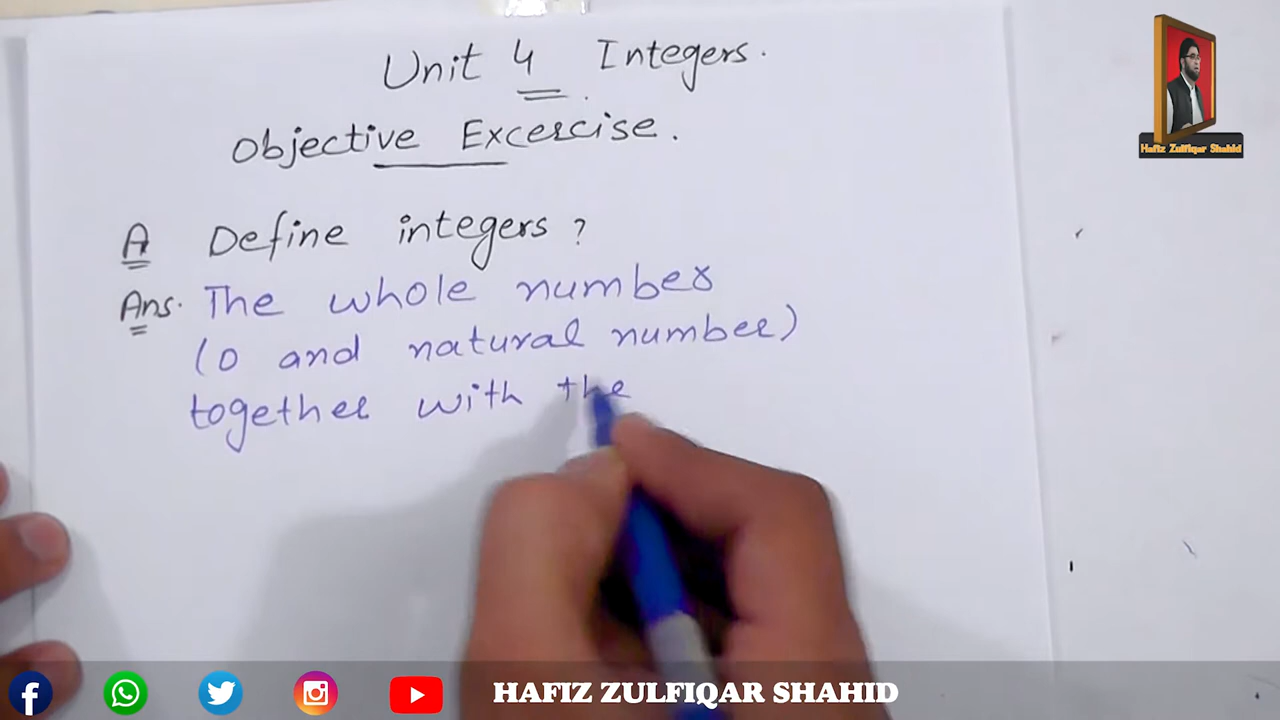 Unit 4 Integers.
Objective Excercise.
A Define integers?
Ans. The whole number
(0 and natural number)
together with the
Hafiz Zulfiqar Shahid
HAFIZ ZULFIQAR SHAHID